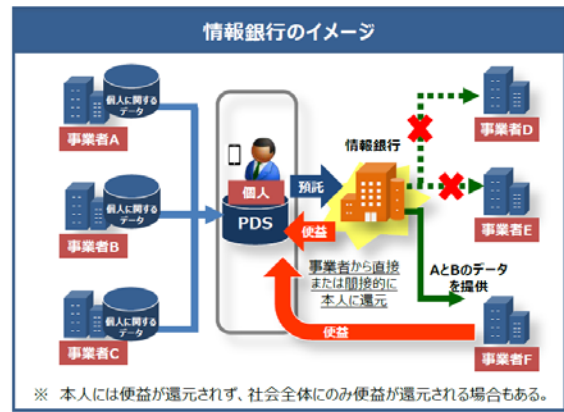 情報銀行のイメージ
個人に関する
データ
事業者A
個人に関する
データ
事業者B
個人に関する
データ
事業者C
個人
PDS
預託
便益
情報銀行
事業者から直接
または間接的に
本人に還元
便益
AとBのデータ
を提供
事業者D
事業者E
事業者F
※ 本人には便益が還元されず、社会全体にのみ便益が還元される場合もある。